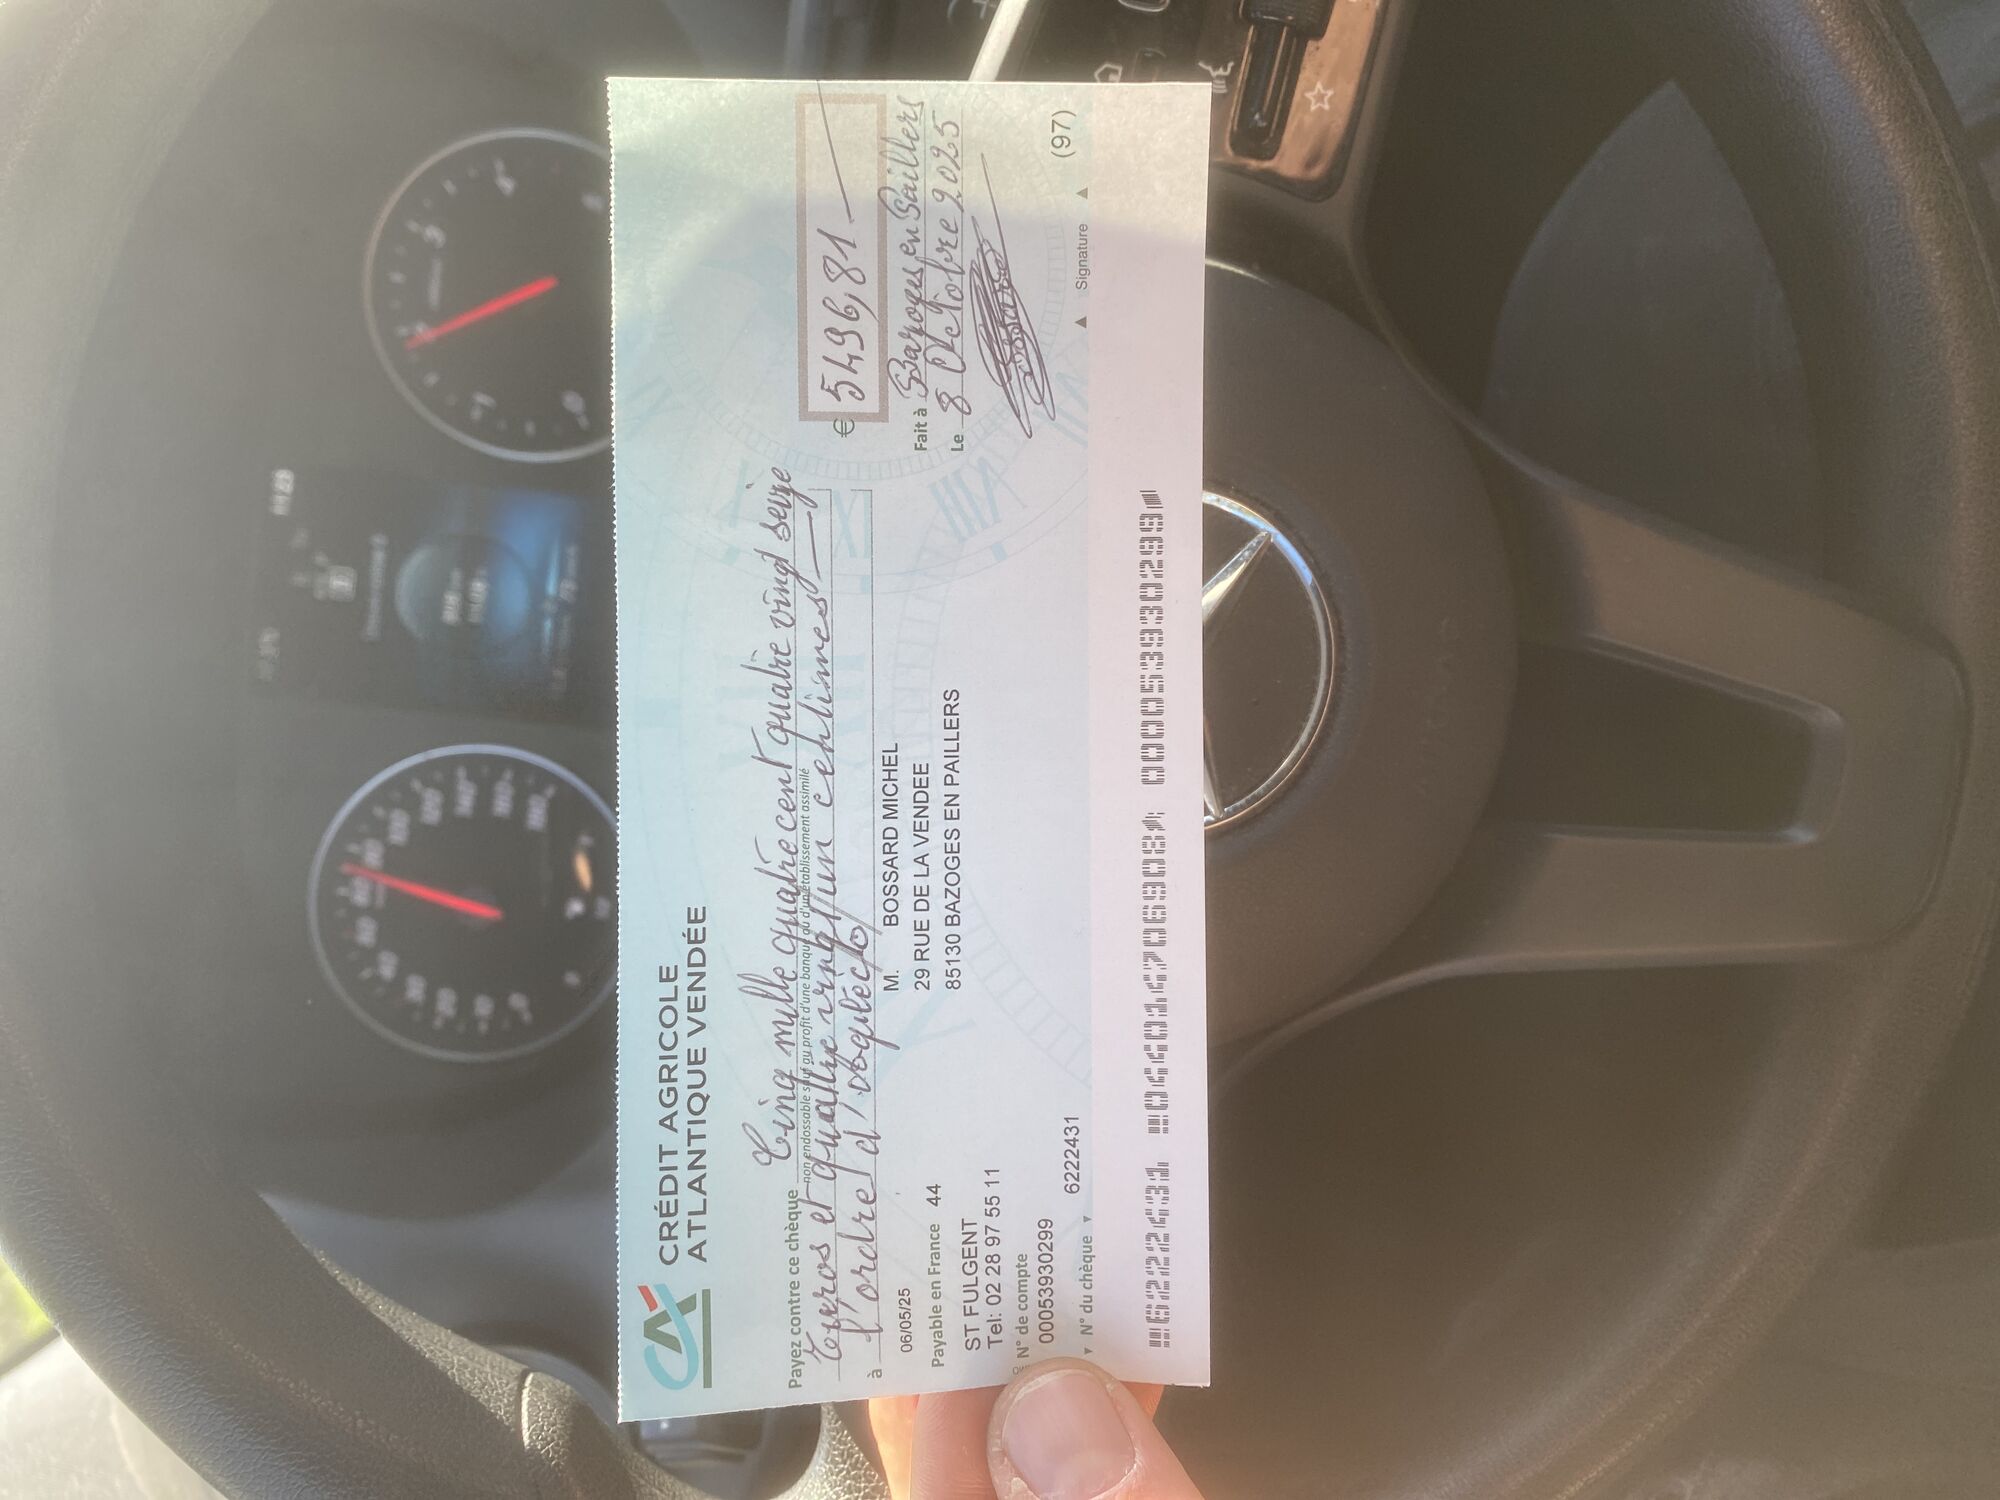 CRÉDIT AGRICOLE
ATLANTIQUE VENDÉE
Payez contre ce chèque Cinq mille quatre cent quatre vingt seize
non endossable sauf au profit d'une banque ou d'un établissement assimilé
Euros et quatre vingt un centimes
à l'ordre d'
€ 5496,81
06/05/25
M. BOSSARD MICHEL
29 RUE DE LA VENDEE
85130 BAZOGES EN PAILLERS
Fait à Bazoges en Paillers
Le 8 Octobre 2025
Payable en France 44
ST FULGENT
Tel: 02 28 97 55 11
N° de compte
00053930299
▼ N° du chèque ▼ 6222431
▲ Signature ▲ (97)